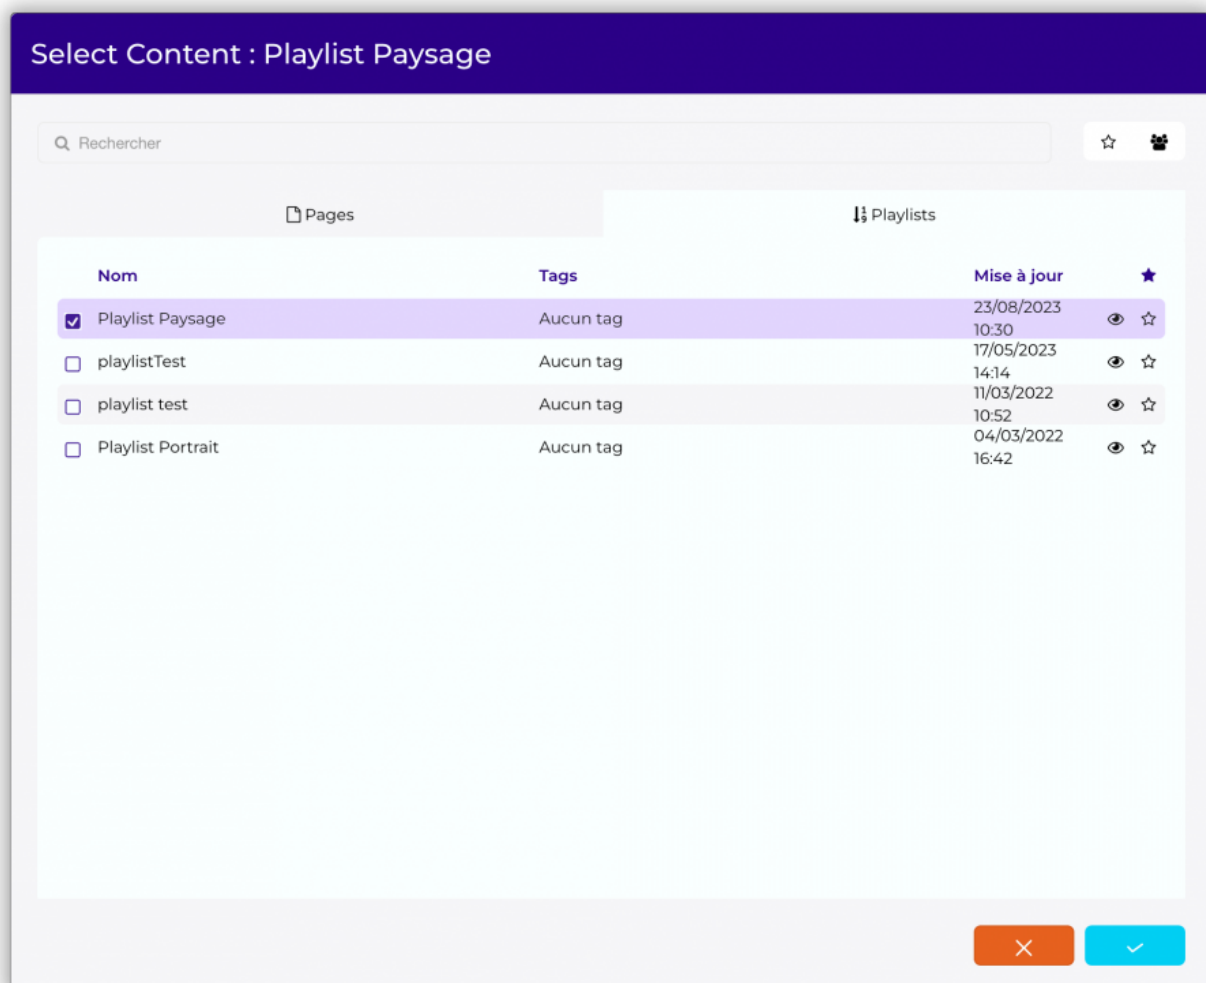 Select Content : Playlist Paysage
Rechercher
Pages
Playlists
Nom Tags Mise à jour
Playlist Paysage Aucun tag 23/08/2023
10:30
playlistTest Aucun tag 17/05/2023
14:14
playlist test Aucun tag 11/03/2022
10:52
Playlist Portrait Aucun tag 04/03/2022
16:42